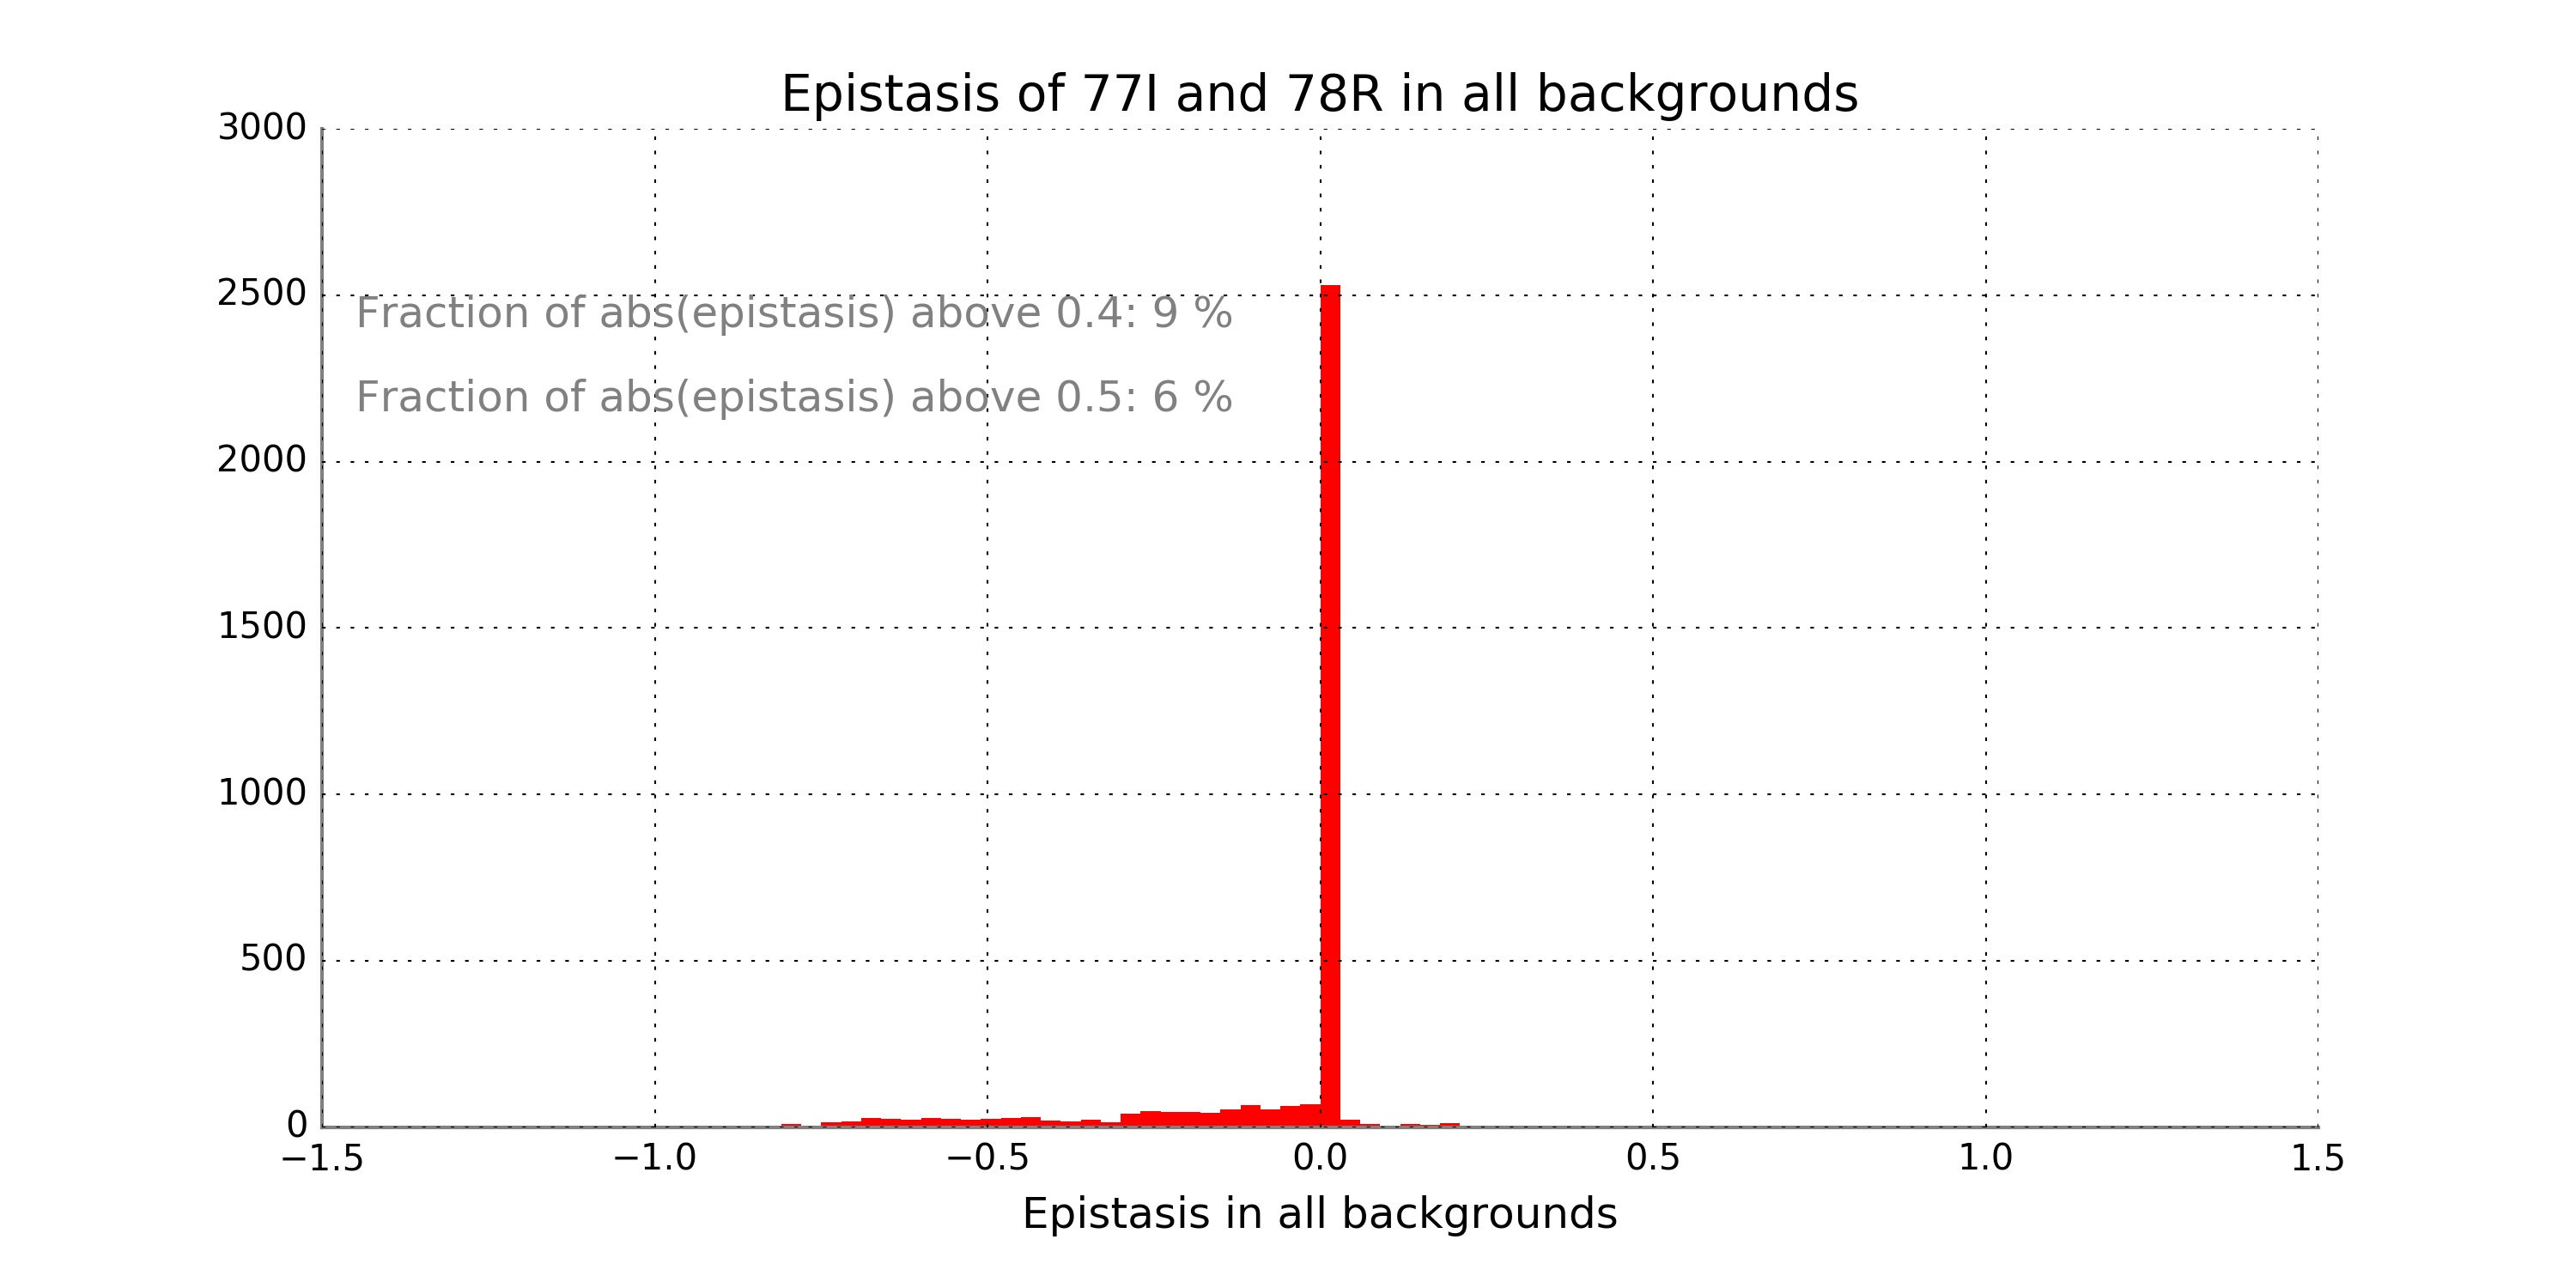 Epistasis of 77I and 78R in all backgrounds
3000
2500
Fraction of abs(epistasis) above 0.4: 9 %
Fraction of abs(epistasis) above 0.5: 6 %
2000
1500
1000
500
0
−1.5 −1.0 −0.5 0.0 0.5 1.0 1.5
Epistasis in all backgrounds